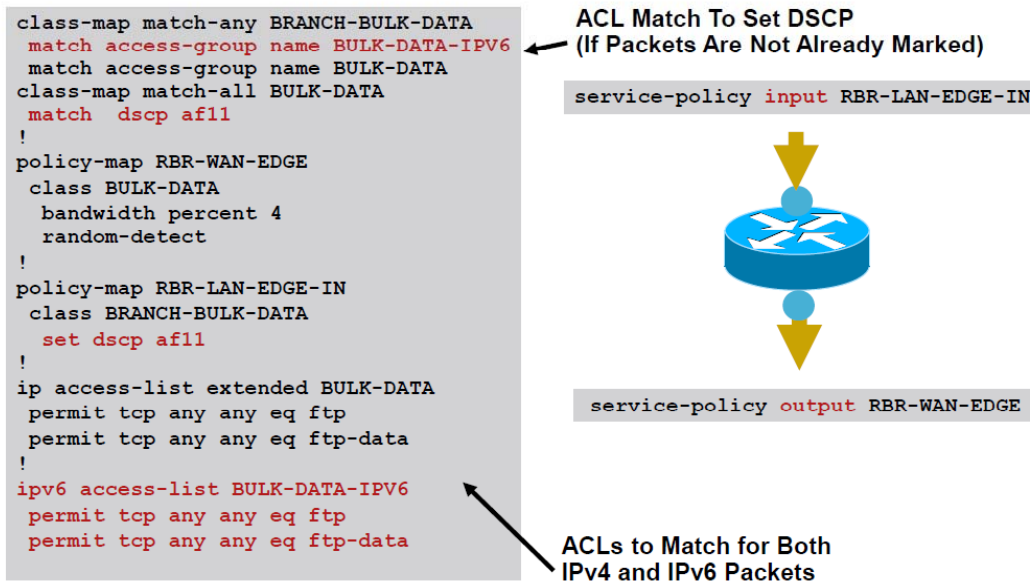 class-map match-any BRANCH-BULK-DATA
match access-group name BULK-DATA-IPV6
match access-group name BULK-DATA
class-map match-all BULK-DATA
match  dscp af11
!
policy-map RBR-WAN-EDGE
class BULK-DATA
bandwidth percent 4
random-detect
!
policy-map RBR-LAN-EDGE-IN
class BRANCH-BULK-DATA
set dscp af11
!
ip access-list extended BULK-DATA
permit tcp any any eq ftp
permit tcp any any eq ftp-data
!
ipv6 access-list BULK-DATA-IPV6
permit tcp any any eq ftp
permit tcp any any eq ftp-data
ACL Match To Set DSCP
(If Packets Are Not Already Marked)
service-policy input RBR-LAN-EDGE-IN
service-policy output RBR-WAN-EDGE
ACLs to Match for Both
IPv4 and IPv6 Packets